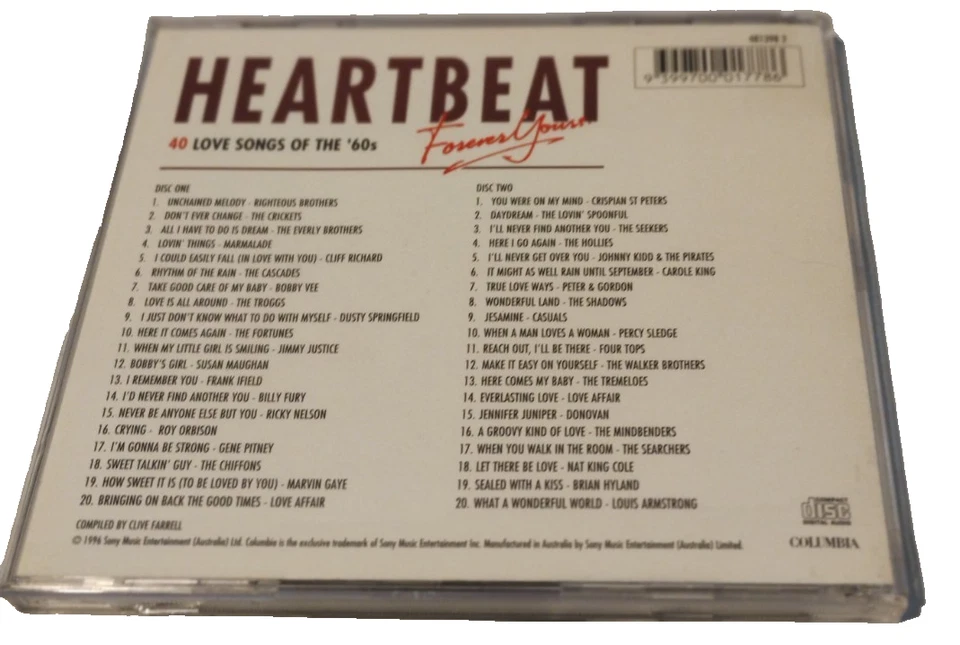 481398 2
9 399700 017786
HEARTBEAT
Forever Yours
40 LOVE SONGS OF THE '60s
DISC ONE
1. UNCHAINED MELODY - RIGHTEOUS BROTHERS
2. DON'T EVER CHANGE - THE CRICKETS
3. ALL I HAVE TO DO IS DREAM - THE EVERLY BROTHERS
4. LOVIN' THINGS - MARMALADE
5. I COULD EASILY FALL (IN LOVE WITH YOU) - CLIFF RICHARD
6. RHYTHM OF THE RAIN - THE CASCADES
7. TAKE GOOD CARE OF MY BABY - BOBBY VEE
8. LOVE IS ALL AROUND - THE TROGGS
9. I JUST DON'T KNOW WHAT TO DO WITH MYSELF - DUSTY SPRINGFIELD
10. HERE IT COMES AGAIN - THE FORTUNES
11. WHEN MY LITTLE GIRL IS SMILING - JIMMY JUSTICE
12. BOBBY'S GIRL - SUSAN MAUGHAN
13. I REMEMBER YOU - FRANK IFIELD
14. I'D NEVER FIND ANOTHER YOU - BILLY FURY
15. NEVER BE ANYONE ELSE BUT YOU - RICKY NELSON
16. CRYING - ROY ORBISON
17. I'M GONNA BE STRONG - GENE PITNEY
18. SWEET TALKIN' GUY - THE CHIFFONS
19. HOW SWEET IT IS (TO BE LOVED BY YOU) - MARVIN GAYE
20. BRINGING ON BACK THE GOOD TIMES - LOVE AFFAIR
DISC TWO
1. YOU WERE ON MY MIND - CRISPIAN ST PETERS
2. DAYDREAM - THE LOVIN' SPOONFUL
3. I'LL NEVER FIND ANOTHER YOU - THE SEEKERS
4. HERE I GO AGAIN - THE HOLLIES
5. I'LL NEVER GET OVER YOU - JOHNNY KIDD & THE PIRATES
6. IT MIGHT AS WELL RAIN UNTIL SEPTEMBER - CAROLE KING
7. TRUE LOVE WAYS - PETER & GORDON
8. WONDERFUL LAND - THE SHADOWS
9. JESAMINE - CASUALS
10. WHEN A MAN LOVES A WOMAN - PERCY SLEDGE
11. REACH OUT, I'LL BE THERE - FOUR TOPS
12. MAKE IT EASY ON YOURSELF - THE WALKER BROTHERS
13. HERE COMES MY BABY - THE TREMELOES
14. EVERLASTING LOVE - LOVE AFFAIR
15. JENNIFER JUNIPER - DONOVAN
16. A GROOVY KIND OF LOVE - THE MINDBENDERS
17. WHEN YOU WALK IN THE ROOM - THE SEARCHERS
18. LET THERE BE LOVE - NAT KING COLE
19. SEALED WITH A KISS - BRIAN HYLAND
20. WHAT A WONDERFUL WORLD - LOUIS ARMSTRONG
COMPILED BY CLIVE FARRELL
© 1996 Sony Music Entertainment (Australia) Ltd. Columbia is the exclusive trademark of Sony Music Entertainment Inc. Manufactured in Australia by Sony Music Entertainment (Australia) Limited.
COMPACT
disc
DIGITAL AUDIO
COLUMBIA